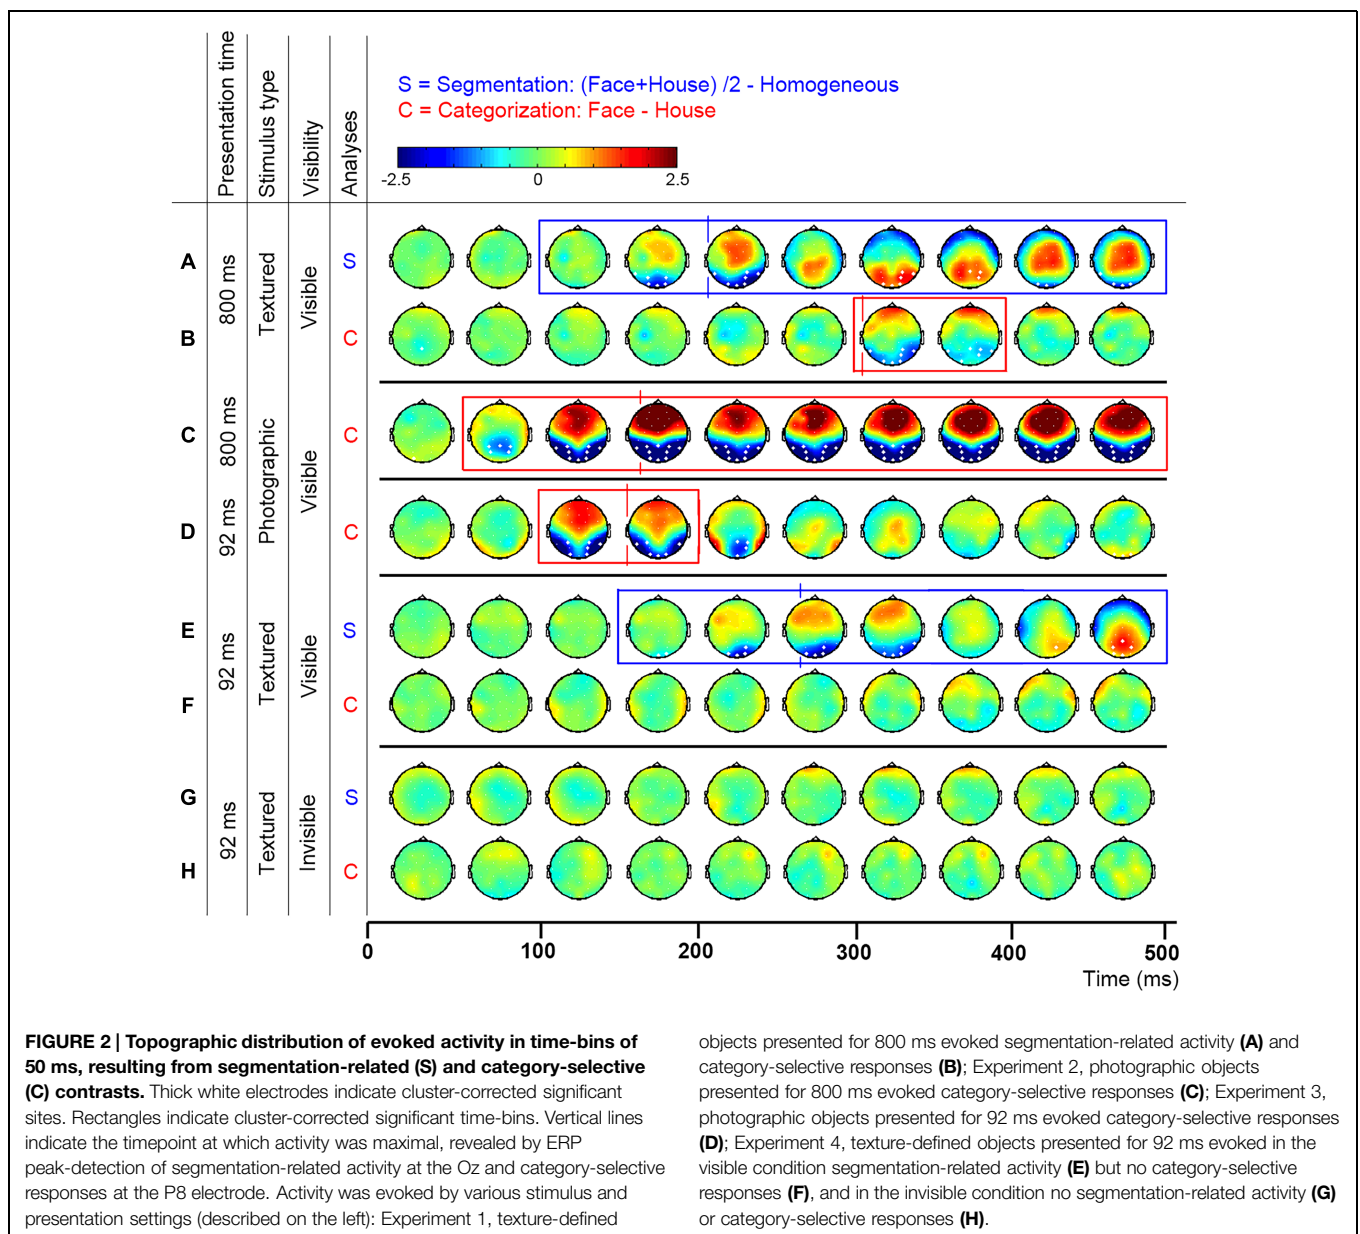 Presentation time
Stimulus type
Visibility
Analyses
S = Segmentation: (Face+House) /2 - Homogeneous
C = Categorization: Face - House
-2.5 0 2.5
A 800 ms Textured Visible S
B C
C 800 ms Photographic Visible C
D 92 ms C
E 92 ms Textured Visible S
F C
G 92 ms Textured Invisible S
H C
0 100 200 300 400 500
Time (ms)
FIGURE 2 | Topographic distribution of evoked activity in time-bins of
50 ms, resulting from segmentation-related (S) and category-selective
(C) contrasts. Thick white electrodes indicate cluster-corrected significant
sites. Rectangles indicate cluster-corrected significant time-bins. Vertical lines
indicate the timepoint at which activity was maximal, revealed by ERP
peak-detection of segmentation-related activity at the Oz and category-selective
responses at the P8 electrode. Activity was evoked by various stimulus and
presentation settings (described on the left): Experiment 1, texture-defined
objects presented for 800 ms evoked segmentation-related activity (A) and
category-selective responses (B); Experiment 2, photographic objects
presented for 800 ms evoked category-selective responses (C); Experiment 3,
photographic objects presented for 92 ms evoked category-selective responses
(D); Experiment 4, texture-defined objects presented for 92 ms evoked in the
visible condition segmentation-related activity (E) but no category-selective
responses (F), and in the invisible condition no segmentation-related activity (G)
or category-selective responses (H).